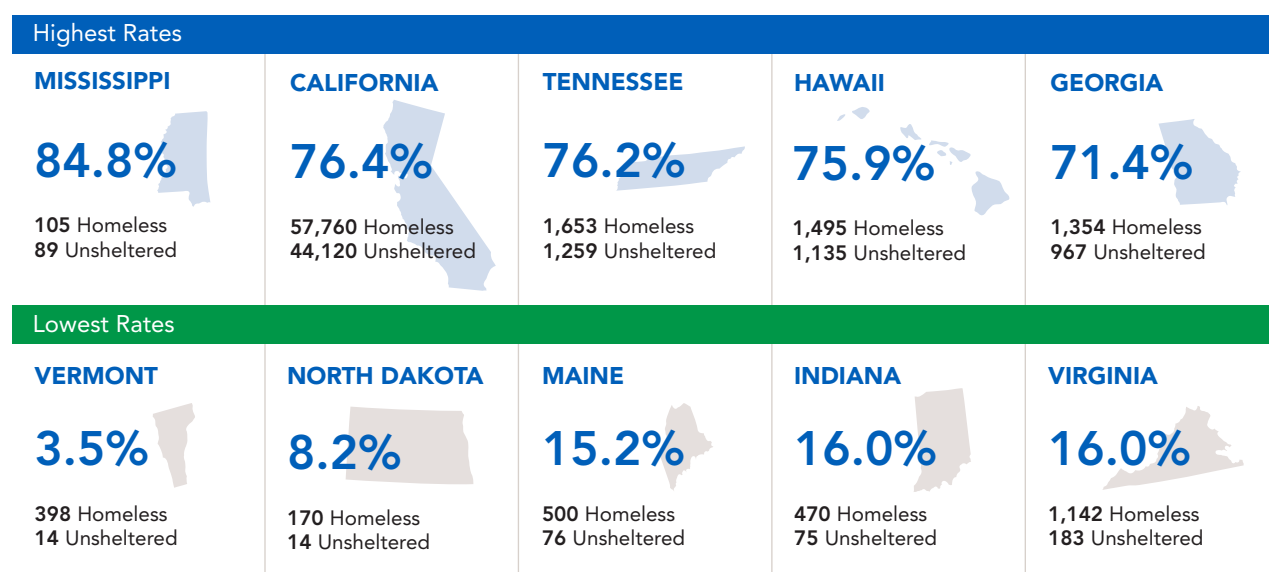 Highest Rates
MISSISSIPPI
84.8%
105 Homeless
89 Unsheltered
CALIFORNIA
76.4%
57,760 Homeless
44,120 Unsheltered
TENNESSEE
76.2%
1,653 Homeless
1,259 Unsheltered
HAWAII
75.9%
1,495 Homeless
1,135 Unsheltered
GEORGIA
71.4%
1,354 Homeless
967 Unsheltered
Lowest Rates
VERMONT
3.5%
398 Homeless
14 Unsheltered
NORTH DAKOTA
8.2%
170 Homeless
14 Unsheltered
MAINE
15.2%
500 Homeless
76 Unsheltered
INDIANA
16.0%
470 Homeless
75 Unsheltered
VIRGINIA
16.0%
1,142 Homeless
183 Unsheltered